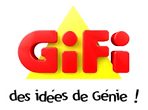 GiFi
des idées de Génie !